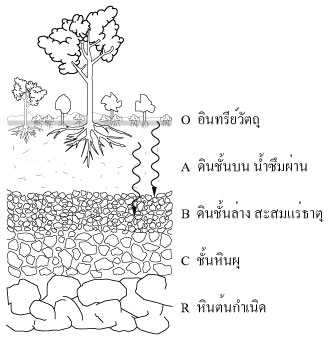 O อินทรีย์วัตถุ
A ดินชั้นบน น้ำซึมผ่าน
B ดินชั้นล่าง สะสมแร่ธาตุ
C ชั้นหินผุ
R หินต้นกำเนิด